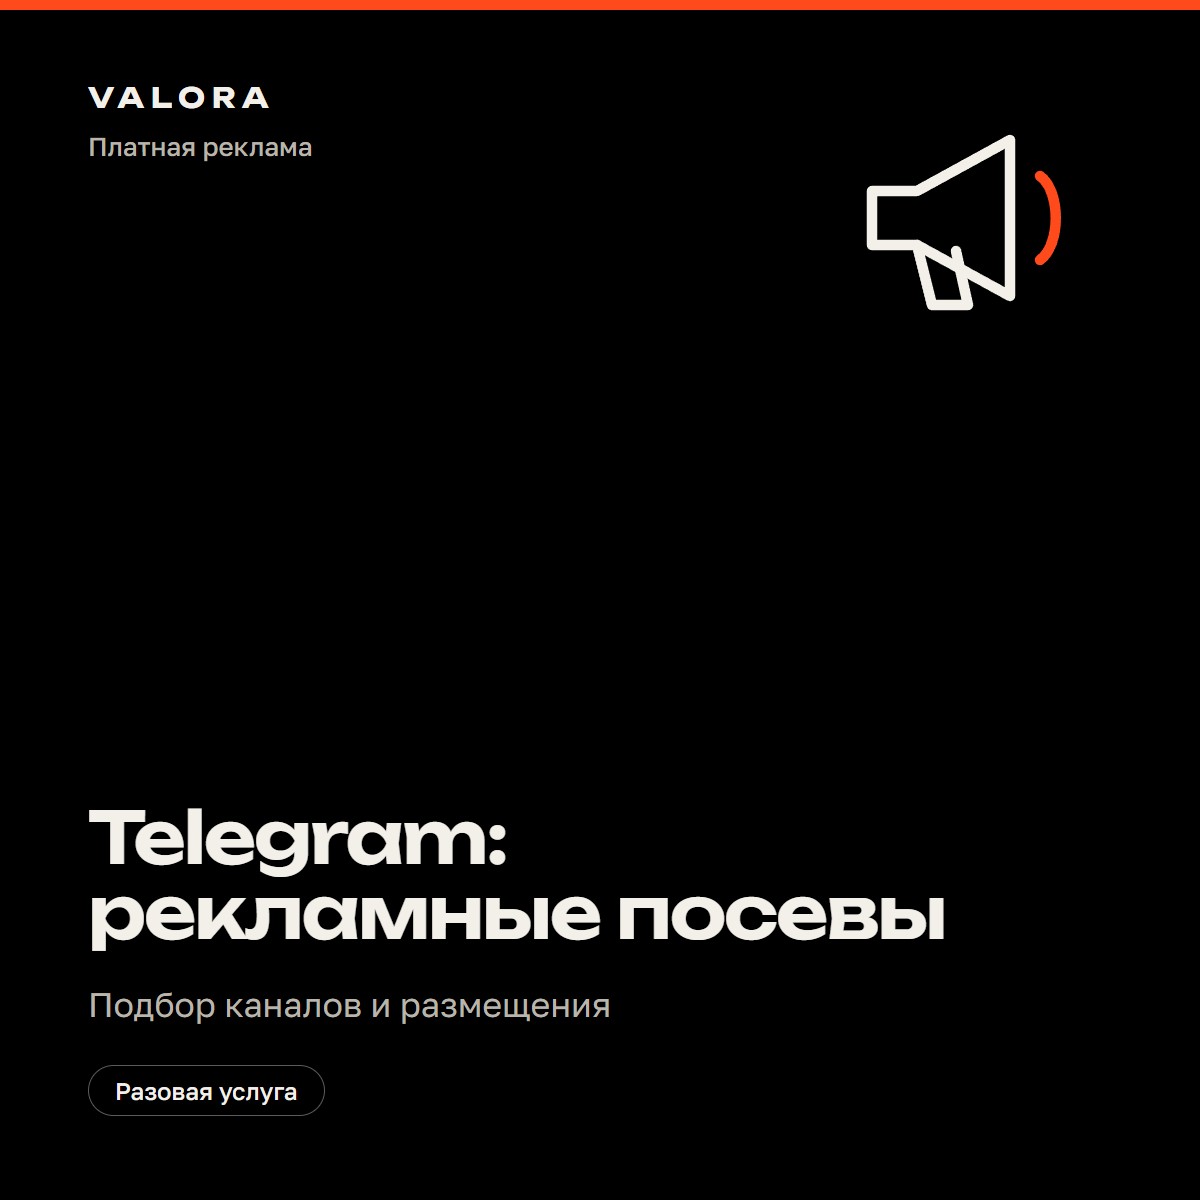 VALORA
Платная реклама
Telegram:
рекламные посевы
Подбор каналов и размещения
Разовая услуга